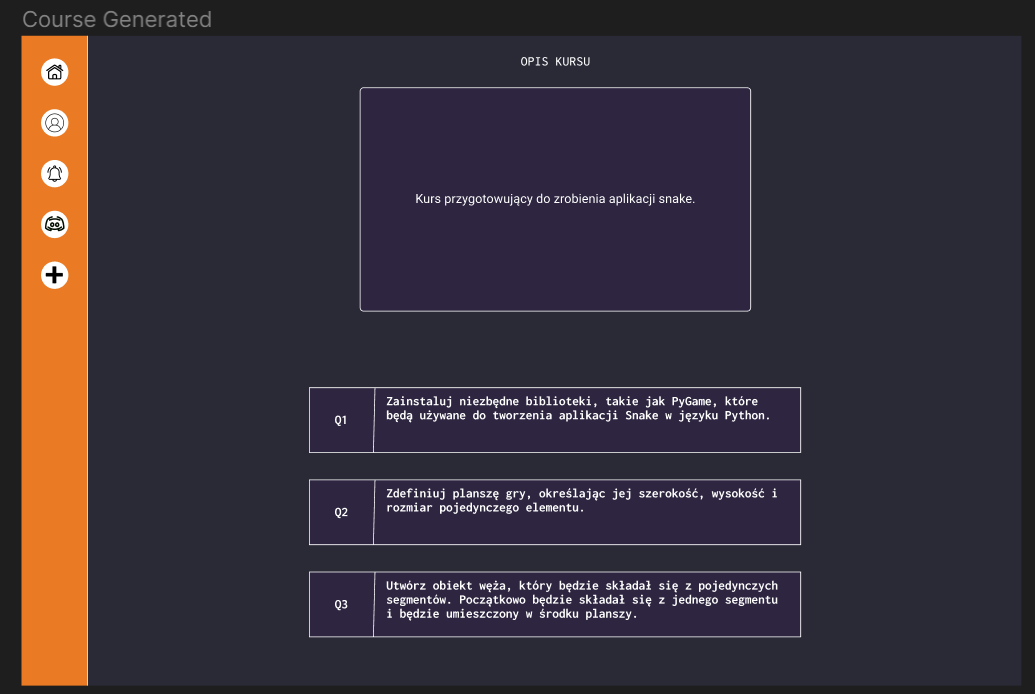 Course Generated
OPIS KURSU
Kurs przygotowujący do zrobienia aplikacji snake.
Q1
Zainstaluj niezbędne biblioteki, takie jak PyGame, które
będą używane do tworzenia aplikacji Snake w języku Python.
Q2
Zdefiniuj planszę gry, określając jej szerokość, wysokość i
rozmiar pojedynczego elementu.
Q3
Utwórz obiekt węża, który będzie składał się z pojedynczych
segmentów. Początkowo będzie składał się z jednego segmentu
i będzie umieszczony w środku planszy.